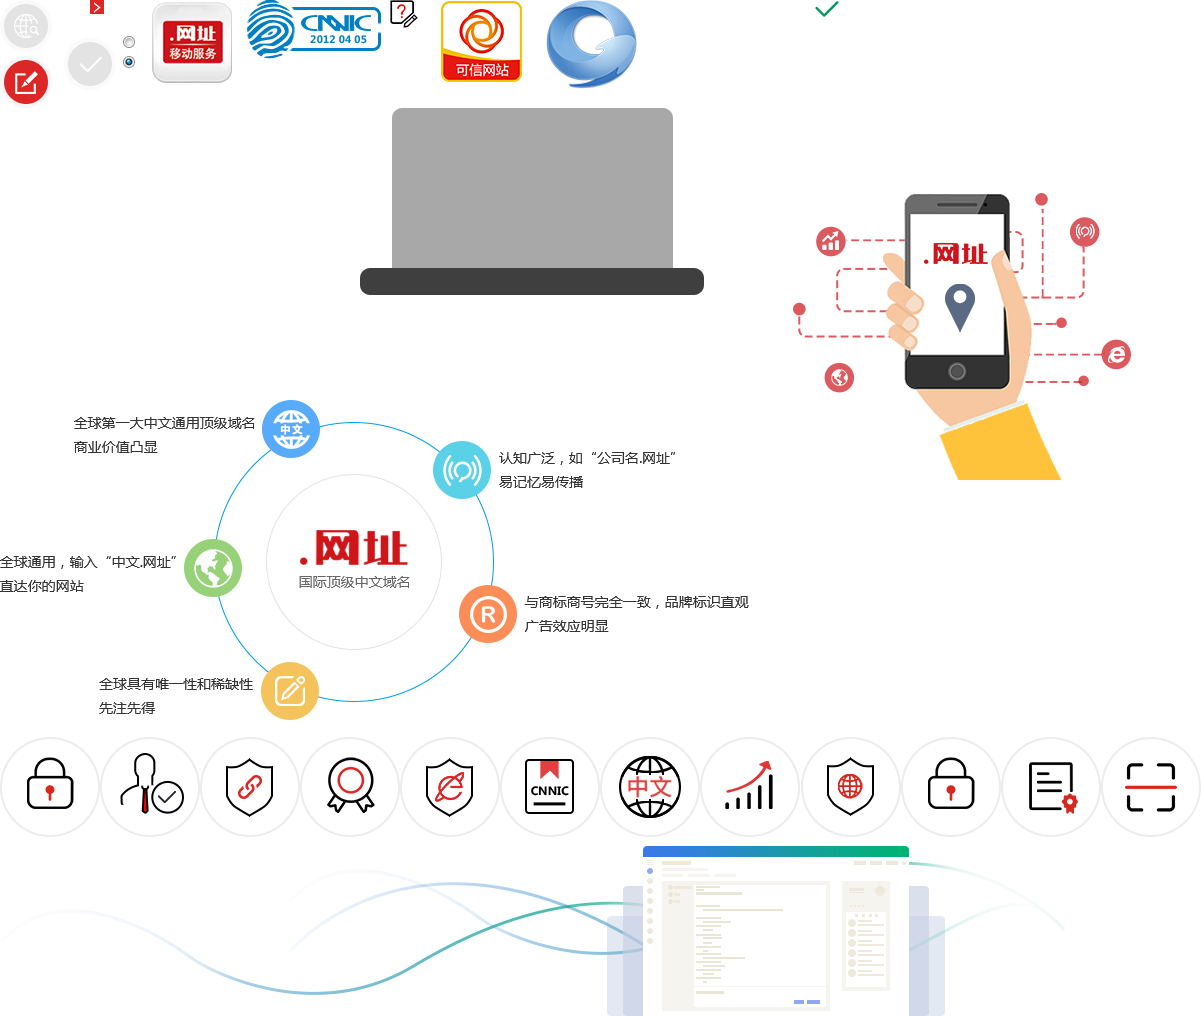 .网址
移动服务
CNNIC
2012 04 05
?
可信网站
.网址
全球第一大中文通用顶级域名
商业价值凸显
中文
认知广泛，如“公司名.网址”
易记忆易传播
.网址
国际顶级中文域名
全球通用，输入“中文.网址”
直达你的网站
R
与商标商号完全一致，品牌标识直观
广告效应明显
全球具有唯一性和稀缺性
先注先得
CNNIC
中文